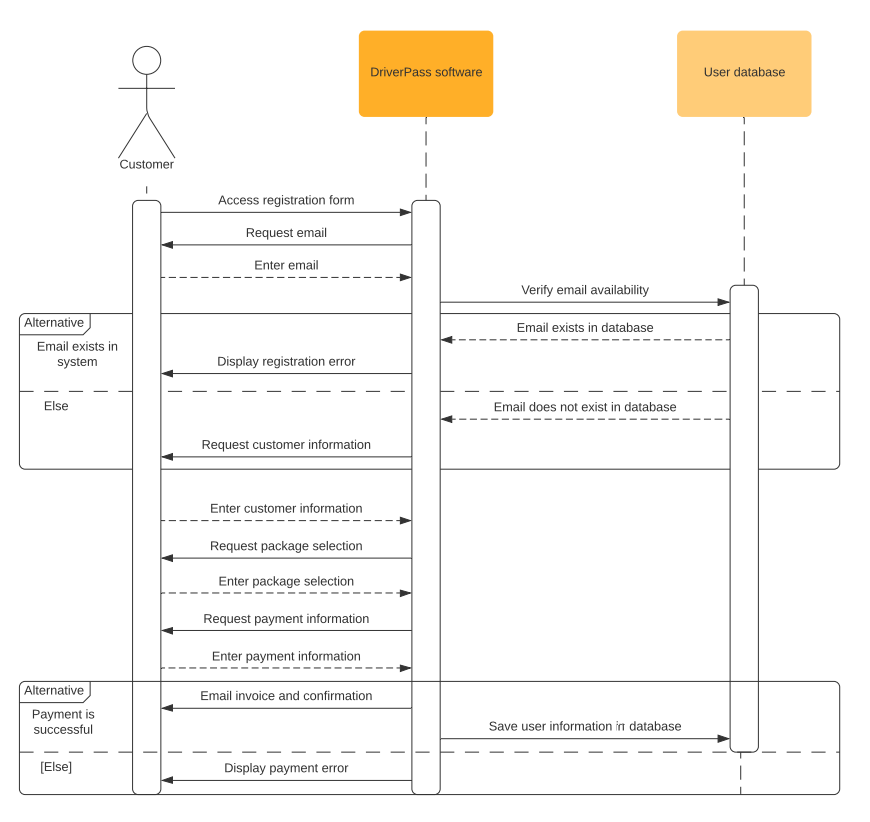 DriverPass software
User database
Customer
Access registration form
Request email
Enter email
Verify email availability
Alternative
Email exists in
system
Email exists in database
Display registration error
Else
Email does not exist in database
Request customer information
Enter customer information
Request package selection
Enter package selection
Request payment information
Enter payment information
Alternative
Payment is
successful
Email invoice and confirmation
Save user information in database
[Else]
Display payment error